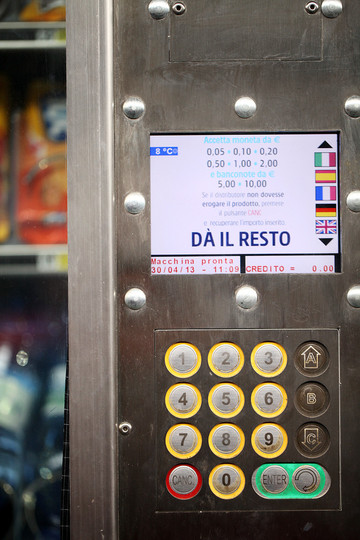 Accetta moneta da €
8 °C
0,05 • 0,10 • 0,20
0,50 • 1,00 • 2,00
e banconote da €
5,00 • 10,00
Se il distributore non dovesse
erogare il prodotto, premere
il pulsante CANC.
e recuperare l'importo inserito
DÀ IL RESTO
Macchina pronta
30/04/13 - 11:09 CREDITO = 0.00
1 2 3 A
4 5 6 B
7 8 9 C
CANC. 0 ENTER